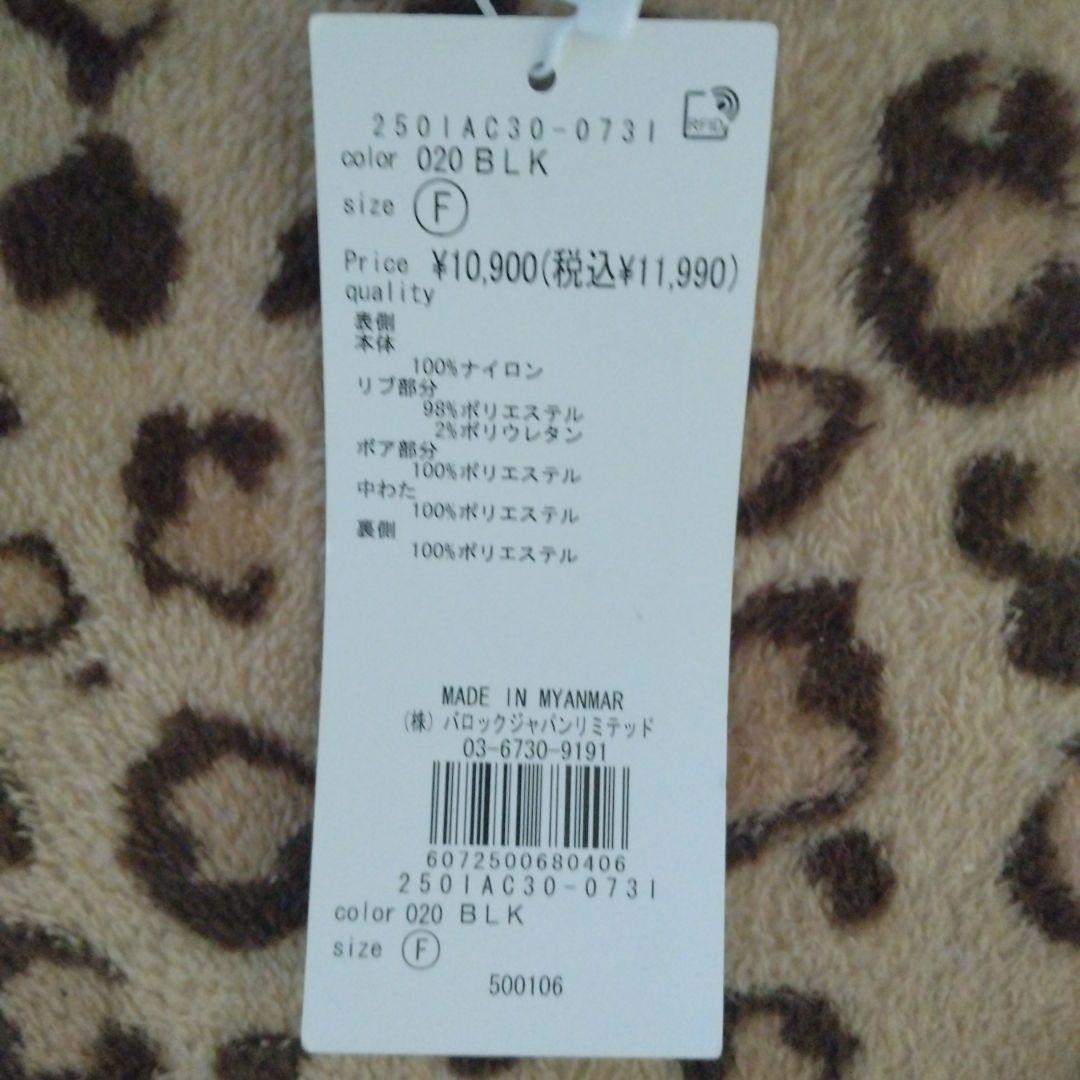 2501AC30-0731
RFID
color 020 BLK
size F
Price ¥10,900(税込¥11,990)
quality
表側
本体
100%ナイロン
リブ部分
98%ポリエステル
2%ポリウレタン
ボア部分
100%ポリエステル
中わた
100%ポリエステル
裏側
100%ポリエステル
MADE IN MYANMAR
(株)バロックジャパンリミテッド
03-6730-9191
6072500680406
2501AC30-0731
color 020 BLK
size F
500106